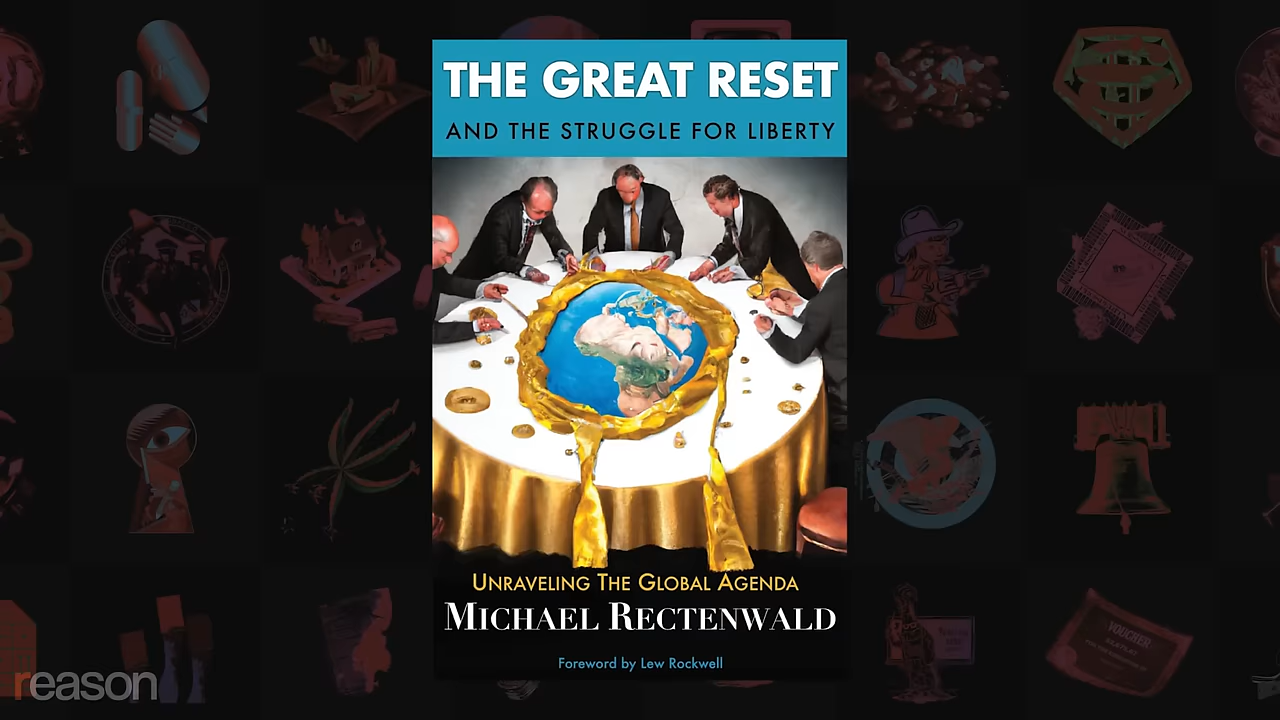 THE GREAT RESET
AND THE STRUGGLE FOR LIBERTY
UNRAVELING THE GLOBAL AGENDA
MICHAEL RECTENWALD
Foreword by Lew Rockwell
VOUCHER
reason